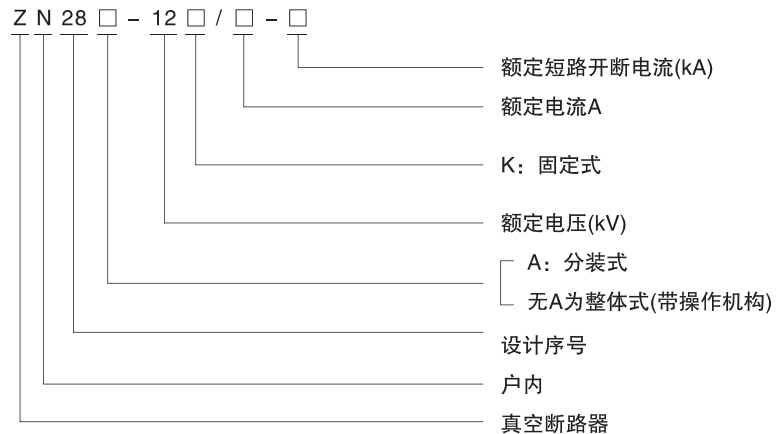 ZN28□-12□/□-□
额定短路开断电流(kA)
额定电流A
K：固定式
额定电压(kV)
A：分装式
无A为整体式(带操作机构)
设计序号
户内
真空断路器